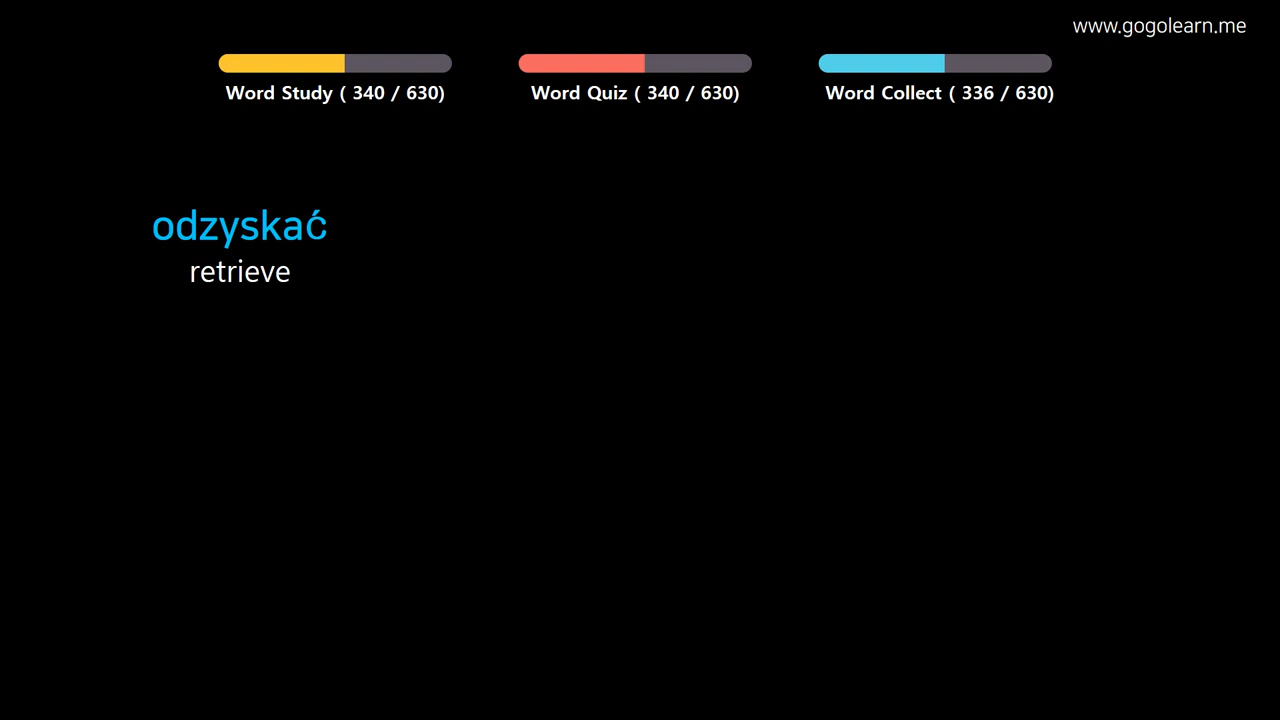 www.gogolearn.me
Word Study ( 340 / 630)
Word Quiz ( 340 / 630)
Word Collect ( 336 / 630)
odzyskać
retrieve